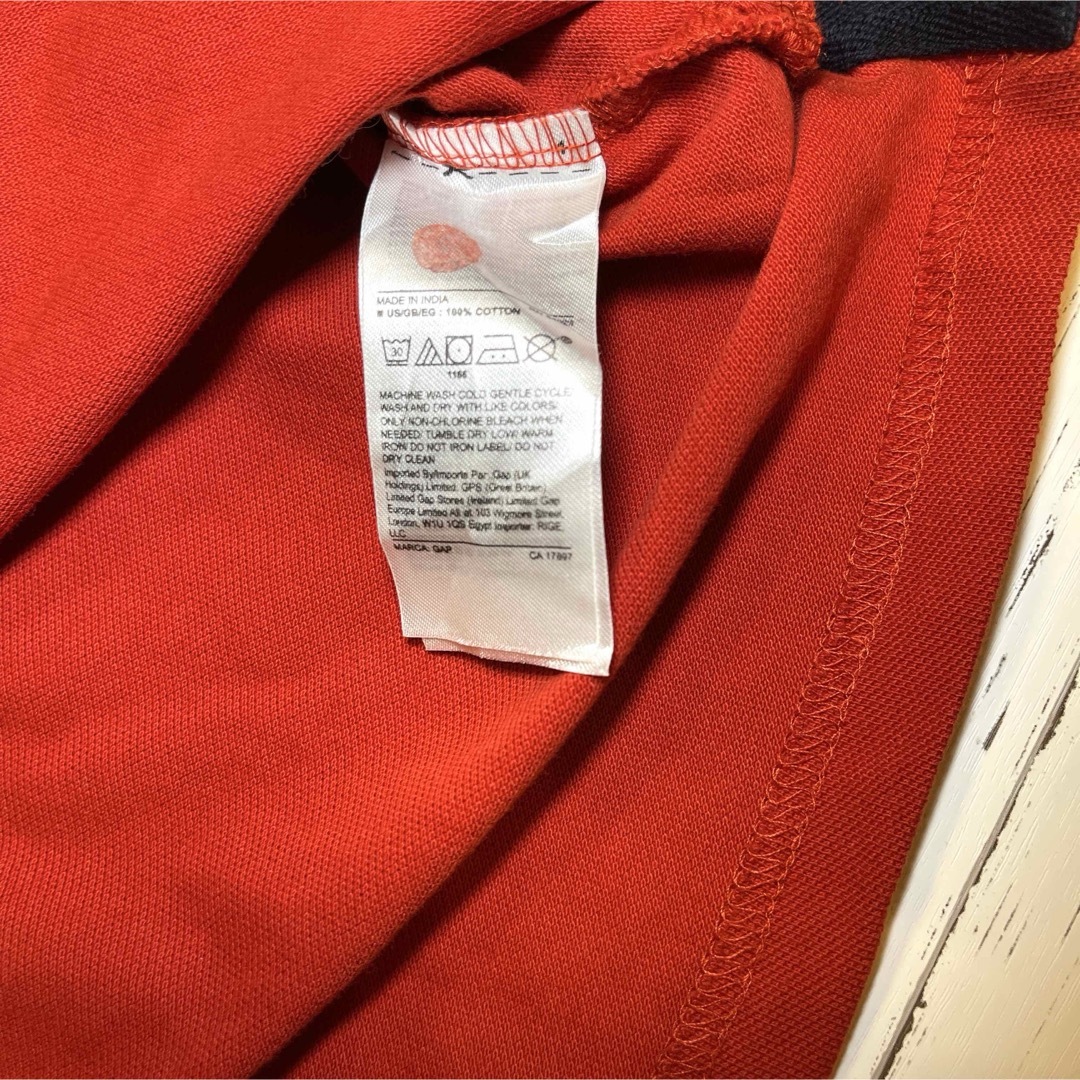 MADE IN INDIA
US/GB/EG : 100% COTTON
30
1166
MACHINE WASH COLD GENTLE CYCLE/
WASH AND DRY WITH LIKE COLORS/
ONLY NON-CHLORINE BLEACH WHEN
NEEDED/ TUMBLE DRY LOW/ WARM
IRON/ DO NOT IRON LABEL/ DO NOT
DRY CLEAN
Imported By/Imports Par: Gap (UK
Holdings) Limited, GPS (Great Britain)
Limited Gap Stores (Ireland) Limited Gap
Europe Limited All at 103 Wigmore Street,
London, W1U 1QS Egypt Importer: RIGE,
LLC
MARCA: GAP CA 17897